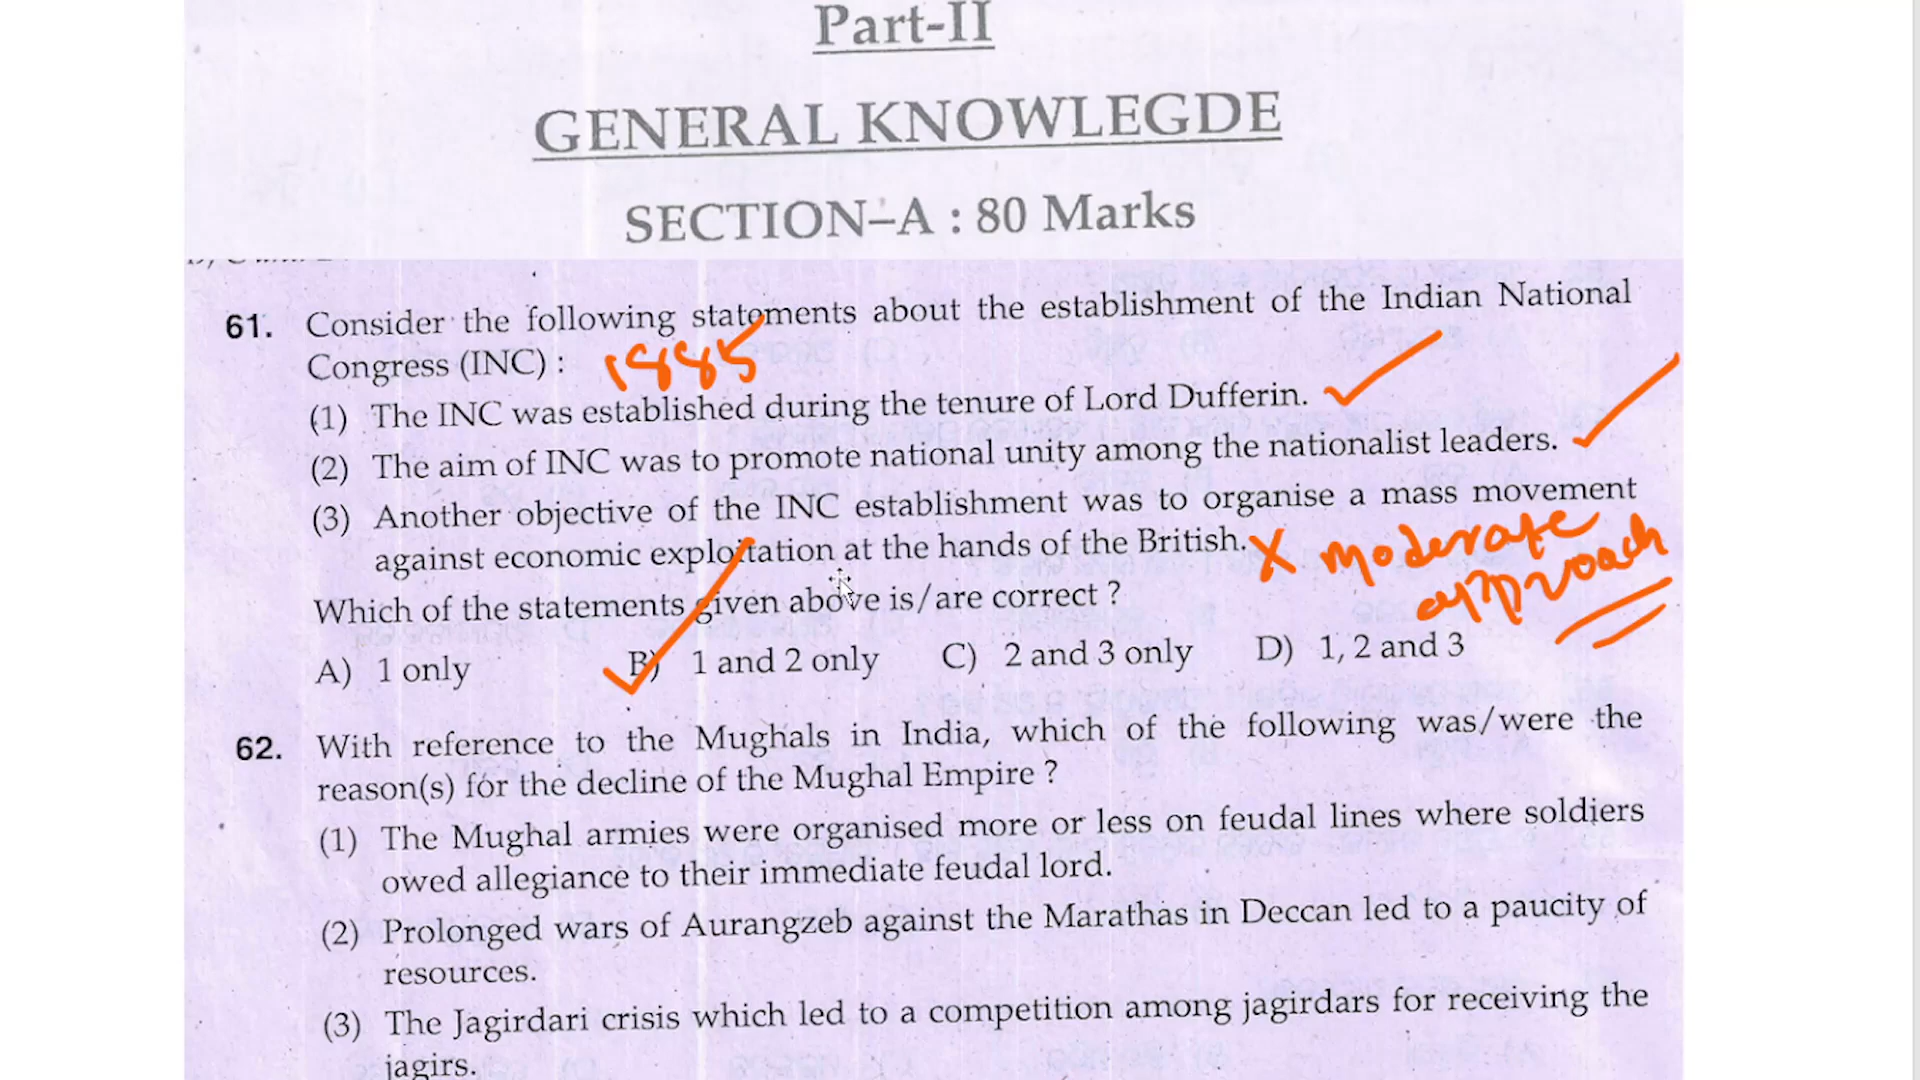 Part-II
GENERAL KNOWLEGDE
SECTION–A : 80 Marks
61. Consider the following statements about the establishment of the Indian National
Congress (INC) : 1885
(1) The INC was established during the tenure of Lord Dufferin.
(2) The aim of INC was to promote national unity among the nationalist leaders.
(3) Another objective of the INC establishment was to organise a mass movement
against economic exploitation at the hands of the British. X moderate
approach
Which of the statements given above is/are correct ?
A) 1 only B) 1 and 2 only C) 2 and 3 only D) 1, 2 and 3
62. With reference to the Mughals in India, which of the following was/were the
reason(s) for the decline of the Mughal Empire ?
(1) The Mughal armies were organised more or less on feudal lines where soldiers
owed allegiance to their immediate feudal lord.
(2) Prolonged wars of Aurangzeb against the Marathas in Deccan led to a paucity of
resources.
(3) The Jagirdari crisis which led to a competition among jagirdars for receiving the
jagirs.